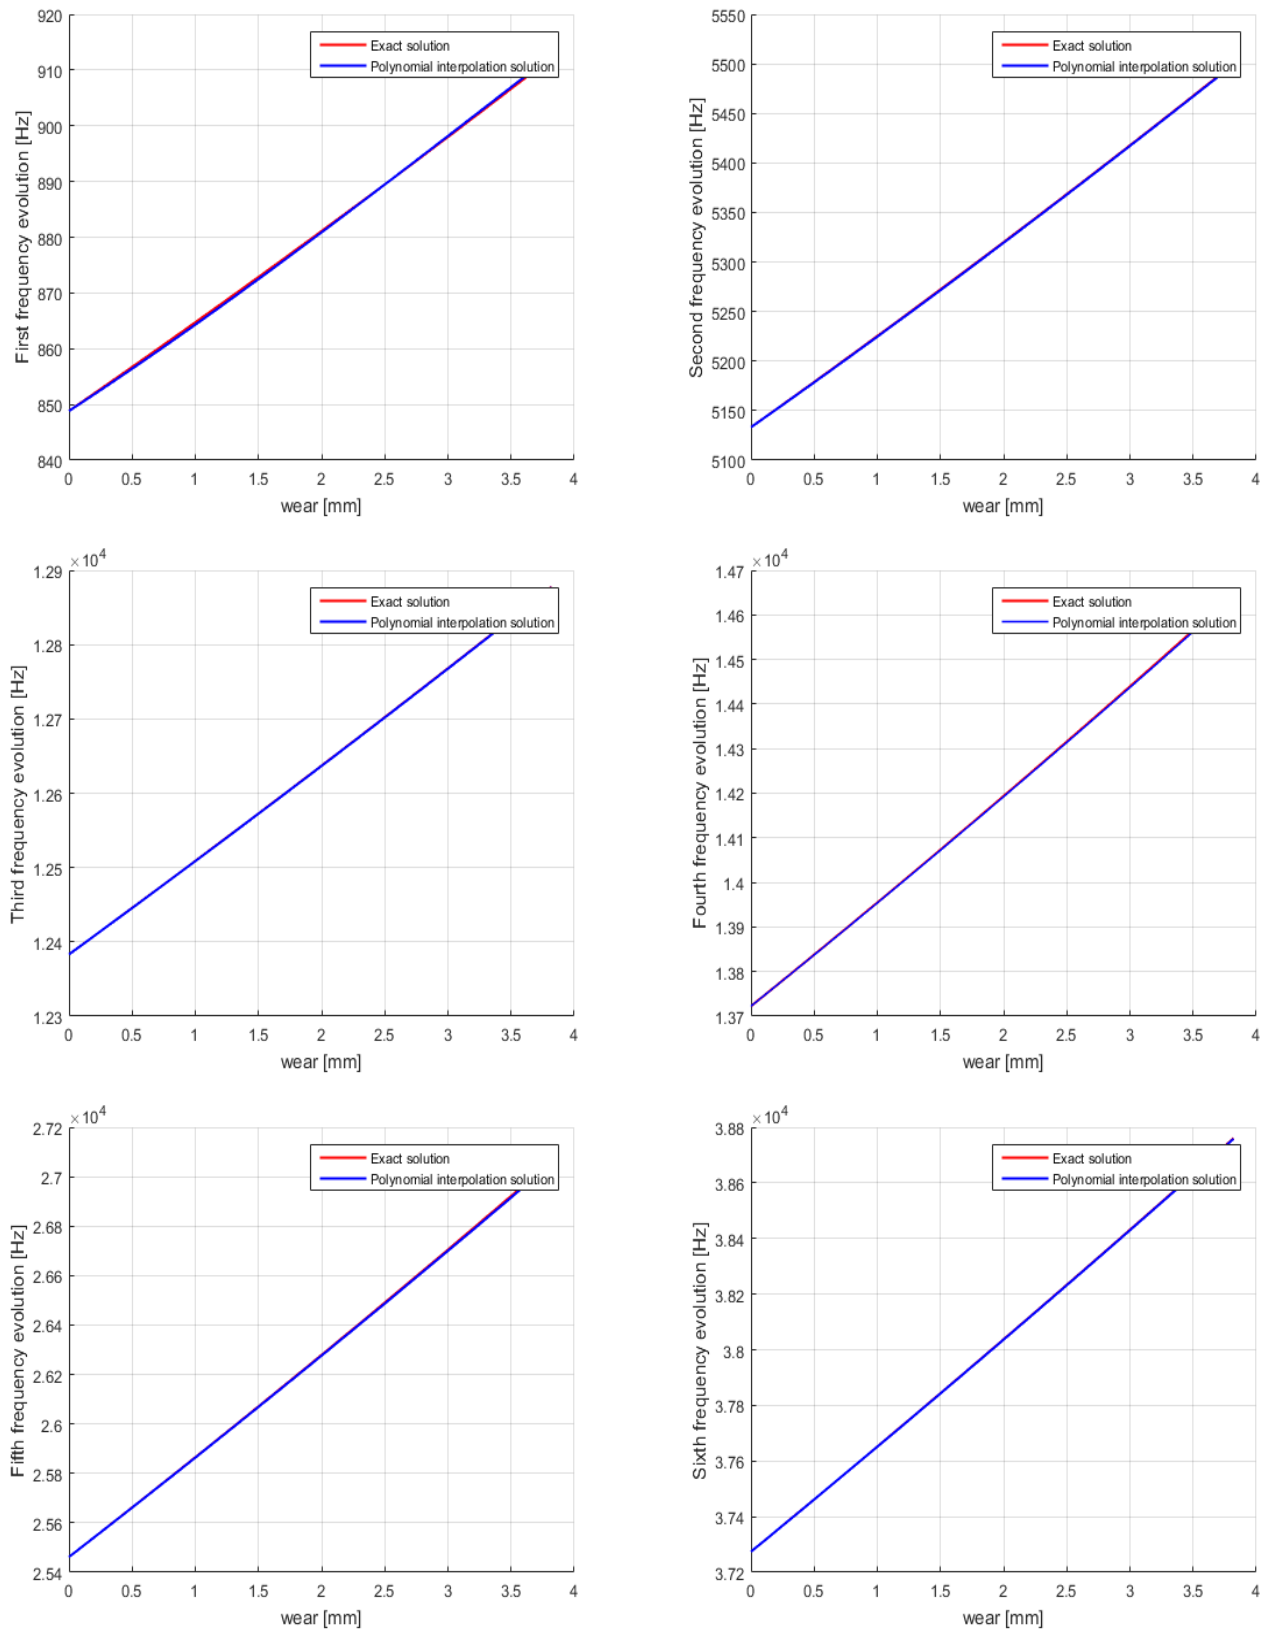 First frequency evolution [Hz]
920
910
900
890
880
870
860
850
840
Exact solution
Polynomial interpolation solution
0 0.5 1 1.5 2 2.5 3 3.5 4
wear [mm]
Second frequency evolution [Hz]
5550
5500
5450
5400
5350
5300
5250
5200
5150
5100
Exact solution
Polynomial interpolation solution
0 0.5 1 1.5 2 2.5 3 3.5 4
wear [mm]
Third frequency evolution [Hz]
×10⁴
1.29
1.28
1.27
1.26
1.25
1.24
1.23
Exact solution
Polynomial interpolation solution
0 0.5 1 1.5 2 2.5 3 3.5 4
wear [mm]
Fourth frequency evolution [Hz]
×10⁴
1.47
1.46
1.45
1.44
1.43
1.42
1.41
1.4
1.39
1.38
1.37
Exact solution
Polynomial interpolation solution
0 0.5 1 1.5 2 2.5 3 3.5 4
wear [mm]
Fifth frequency evolution [Hz]
×10⁴
2.72
2.7
2.68
2.66
2.64
2.62
2.6
2.58
2.56
2.54
Exact solution
Polynomial interpolation solution
0 0.5 1 1.5 2 2.5 3 3.5 4
wear [mm]
Sixth frequency evolution [Hz]
×10⁴
3.88
3.86
3.84
3.82
3.8
3.78
3.76
3.74
3.72
Exact solution
Polynomial interpolation solution
0 0.5 1 1.5 2 2.5 3 3.5 4
wear [mm]